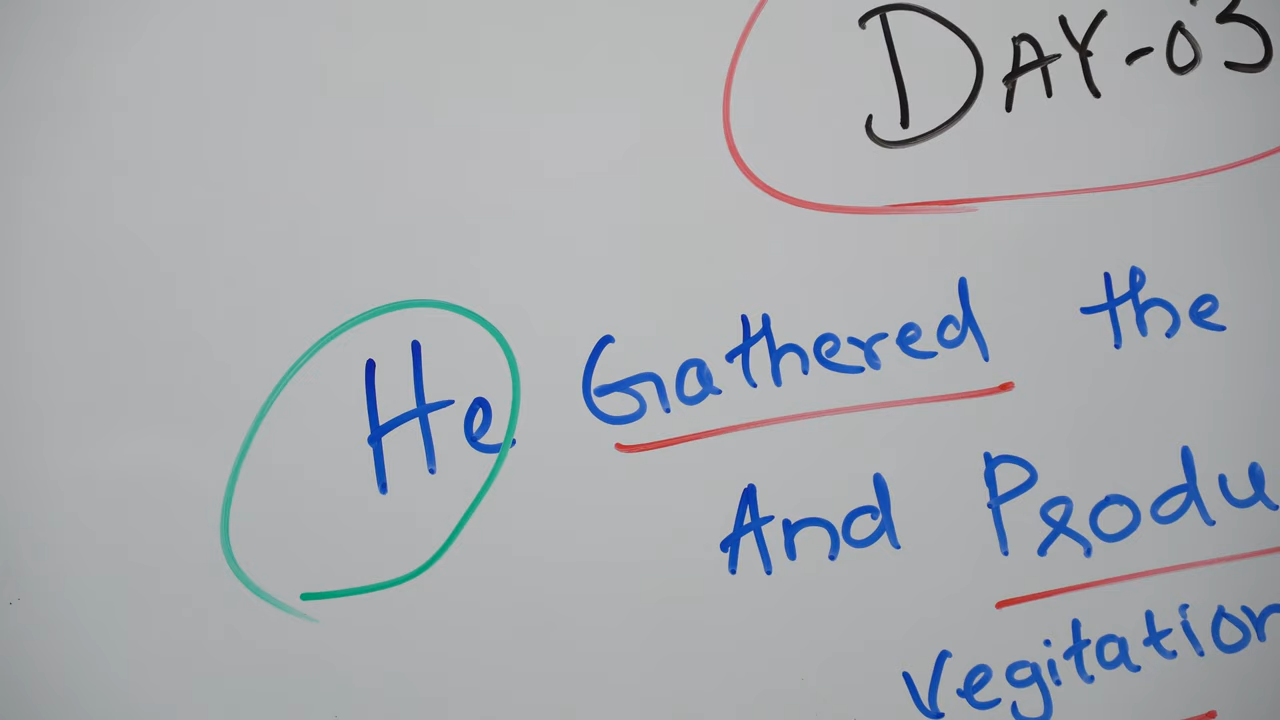 DAY-03
He Gathered the
And Produ
vegitation